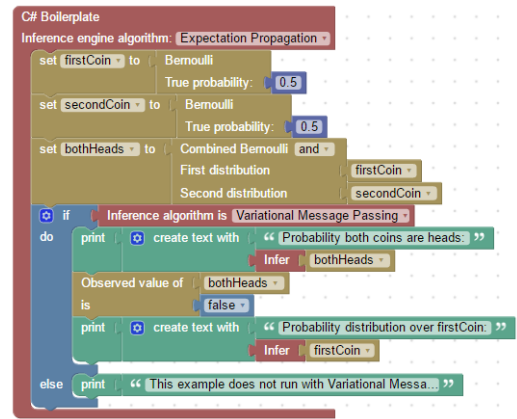 C# Boilerplate
Inference engine algorithm: Expectation Propagation
set firstCoin to Bernoulli
True probability: 0.5
set secondCoin to Bernoulli
True probability: 0.5
set bothHeads to Combined Bernoulli and
First distribution firstCoin
Second distribution secondCoin
if Inference algorithm is Variational Message Passing
do print create text with “ Probability both coins are heads: ”
Infer bothHeads
Observed value of bothHeads
is false
print create text with “ Probability distribution over firstCoin: ”
Infer firstCoin
else print “ This example does not run with Variational Messa... ”